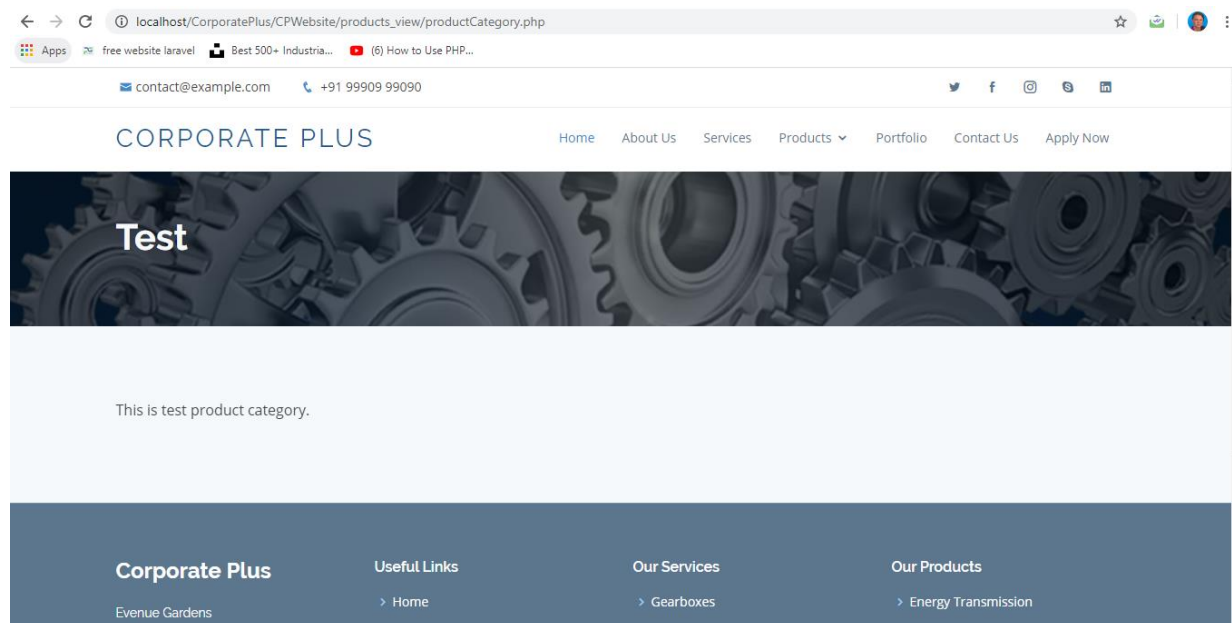 localhost/CorporatePlus/CPWebsite/products_view/productCategory.php
Apps free website laravel Best 500+ Industria... (6) How to Use PHP...
contact@example.com +91 99909 99090
CORPORATE PLUS Home About Us Services Products Portfolio Contact Us Apply Now
Test
This is test product category.
Corporate Plus Useful Links Our Services Our Products
> Home > Gearboxes > Energy Transmission
Evenue Gardens